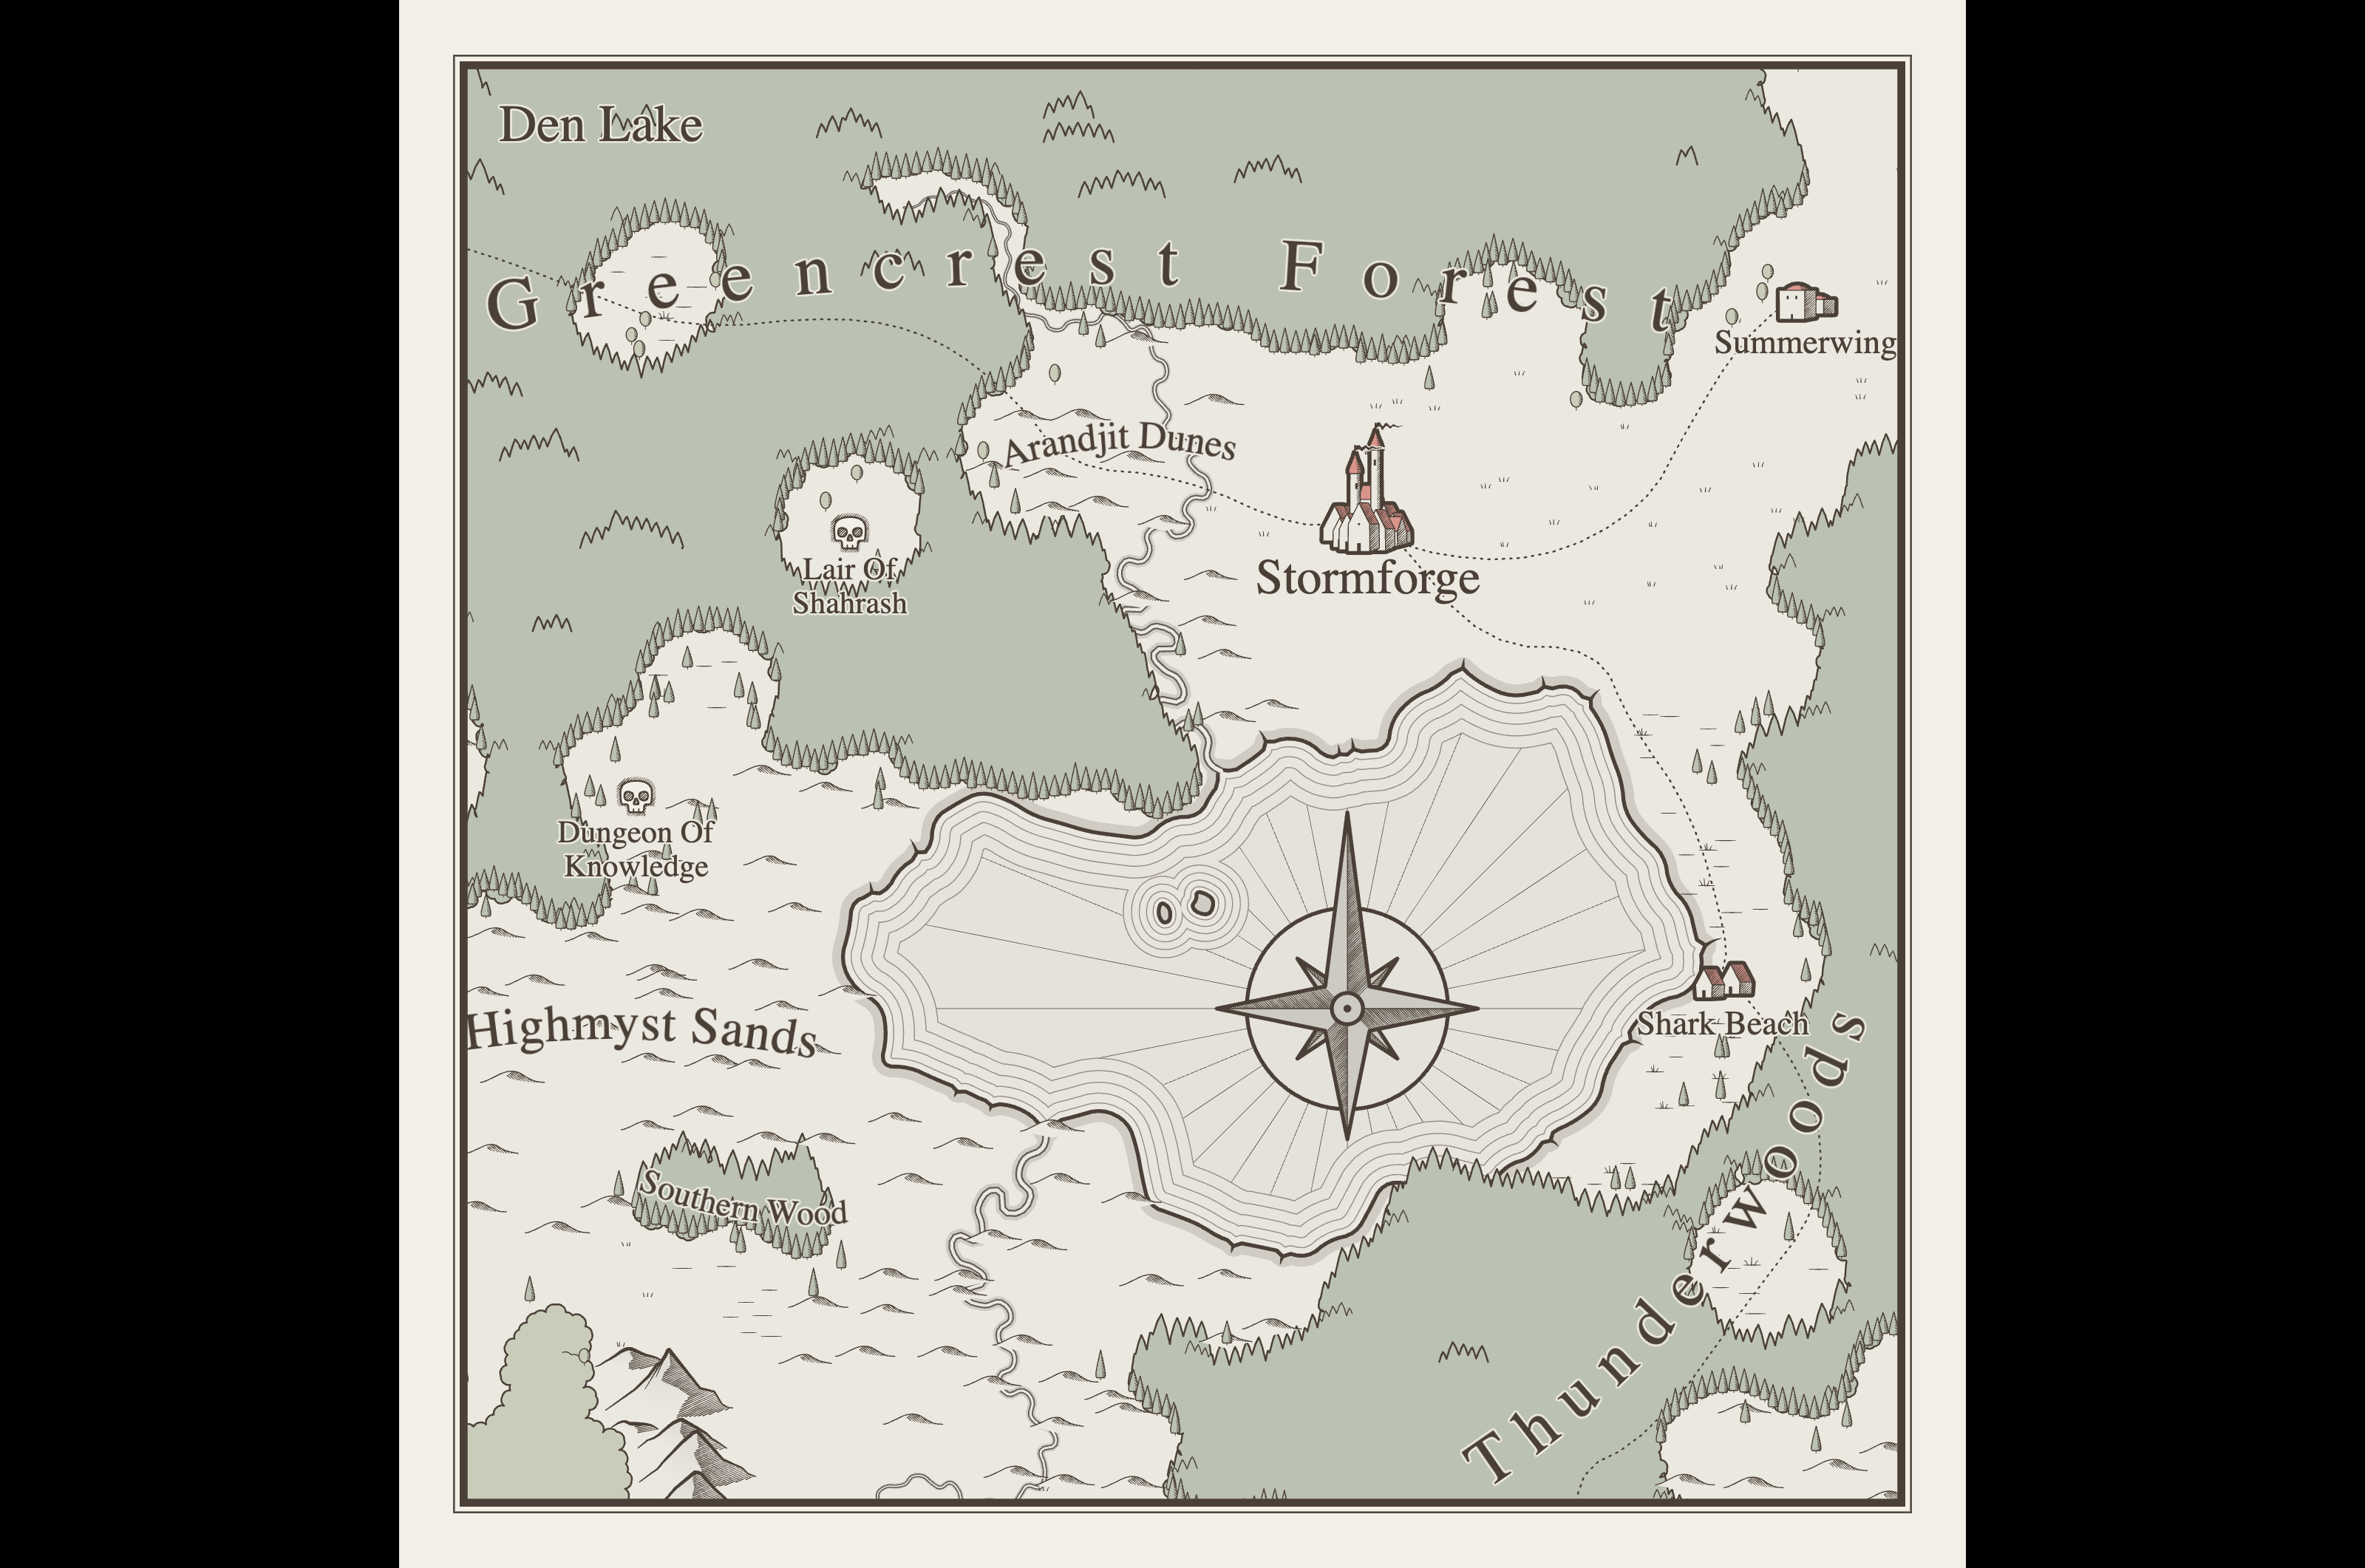 Den Lake
Greencrest Forest
Summerwing
Arandjit Dunes
Stormforge
Lair Of
Shahrash
Dungeon Of
Knowledge
Highmyst Sands
Shark Beach
Southern Wood
Thunderwoods